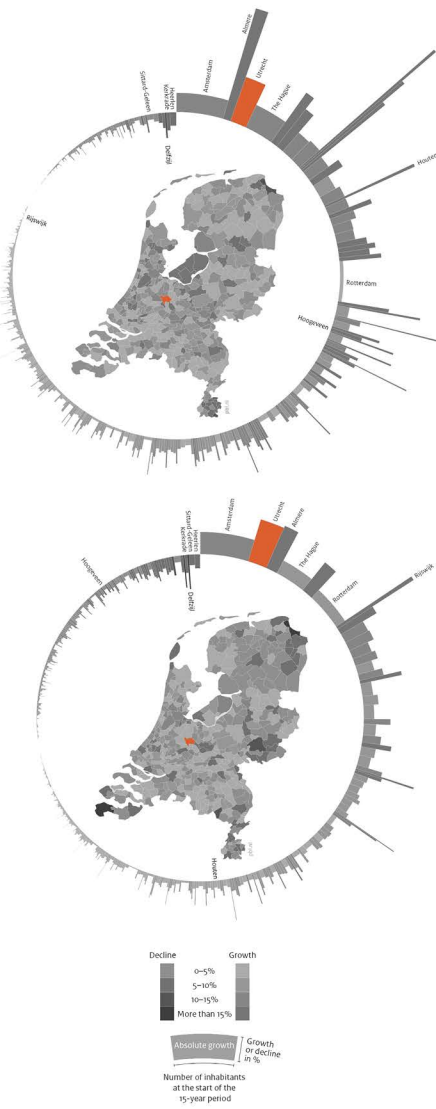 Almere
Utrecht
Amsterdam
The Hague
Sittard-Geleen
Heerlen
Kerkrade
Delfzijl
Houten
Rijswijk
Rotterdam
Hoogeveen
Utrecht
Almere
Amsterdam
Heerlen
Sittard-Geleen
Kerkrade
The Hague
Rijswijk
Hoogeveen
Delfzijl
Rotterdam
Houten
Decline
Growth
0–5%
5–10%
10–15%
More than 15%
Absolute growth
Growth
or decline
in %
Number of inhabitants
at the start of the
15-year period